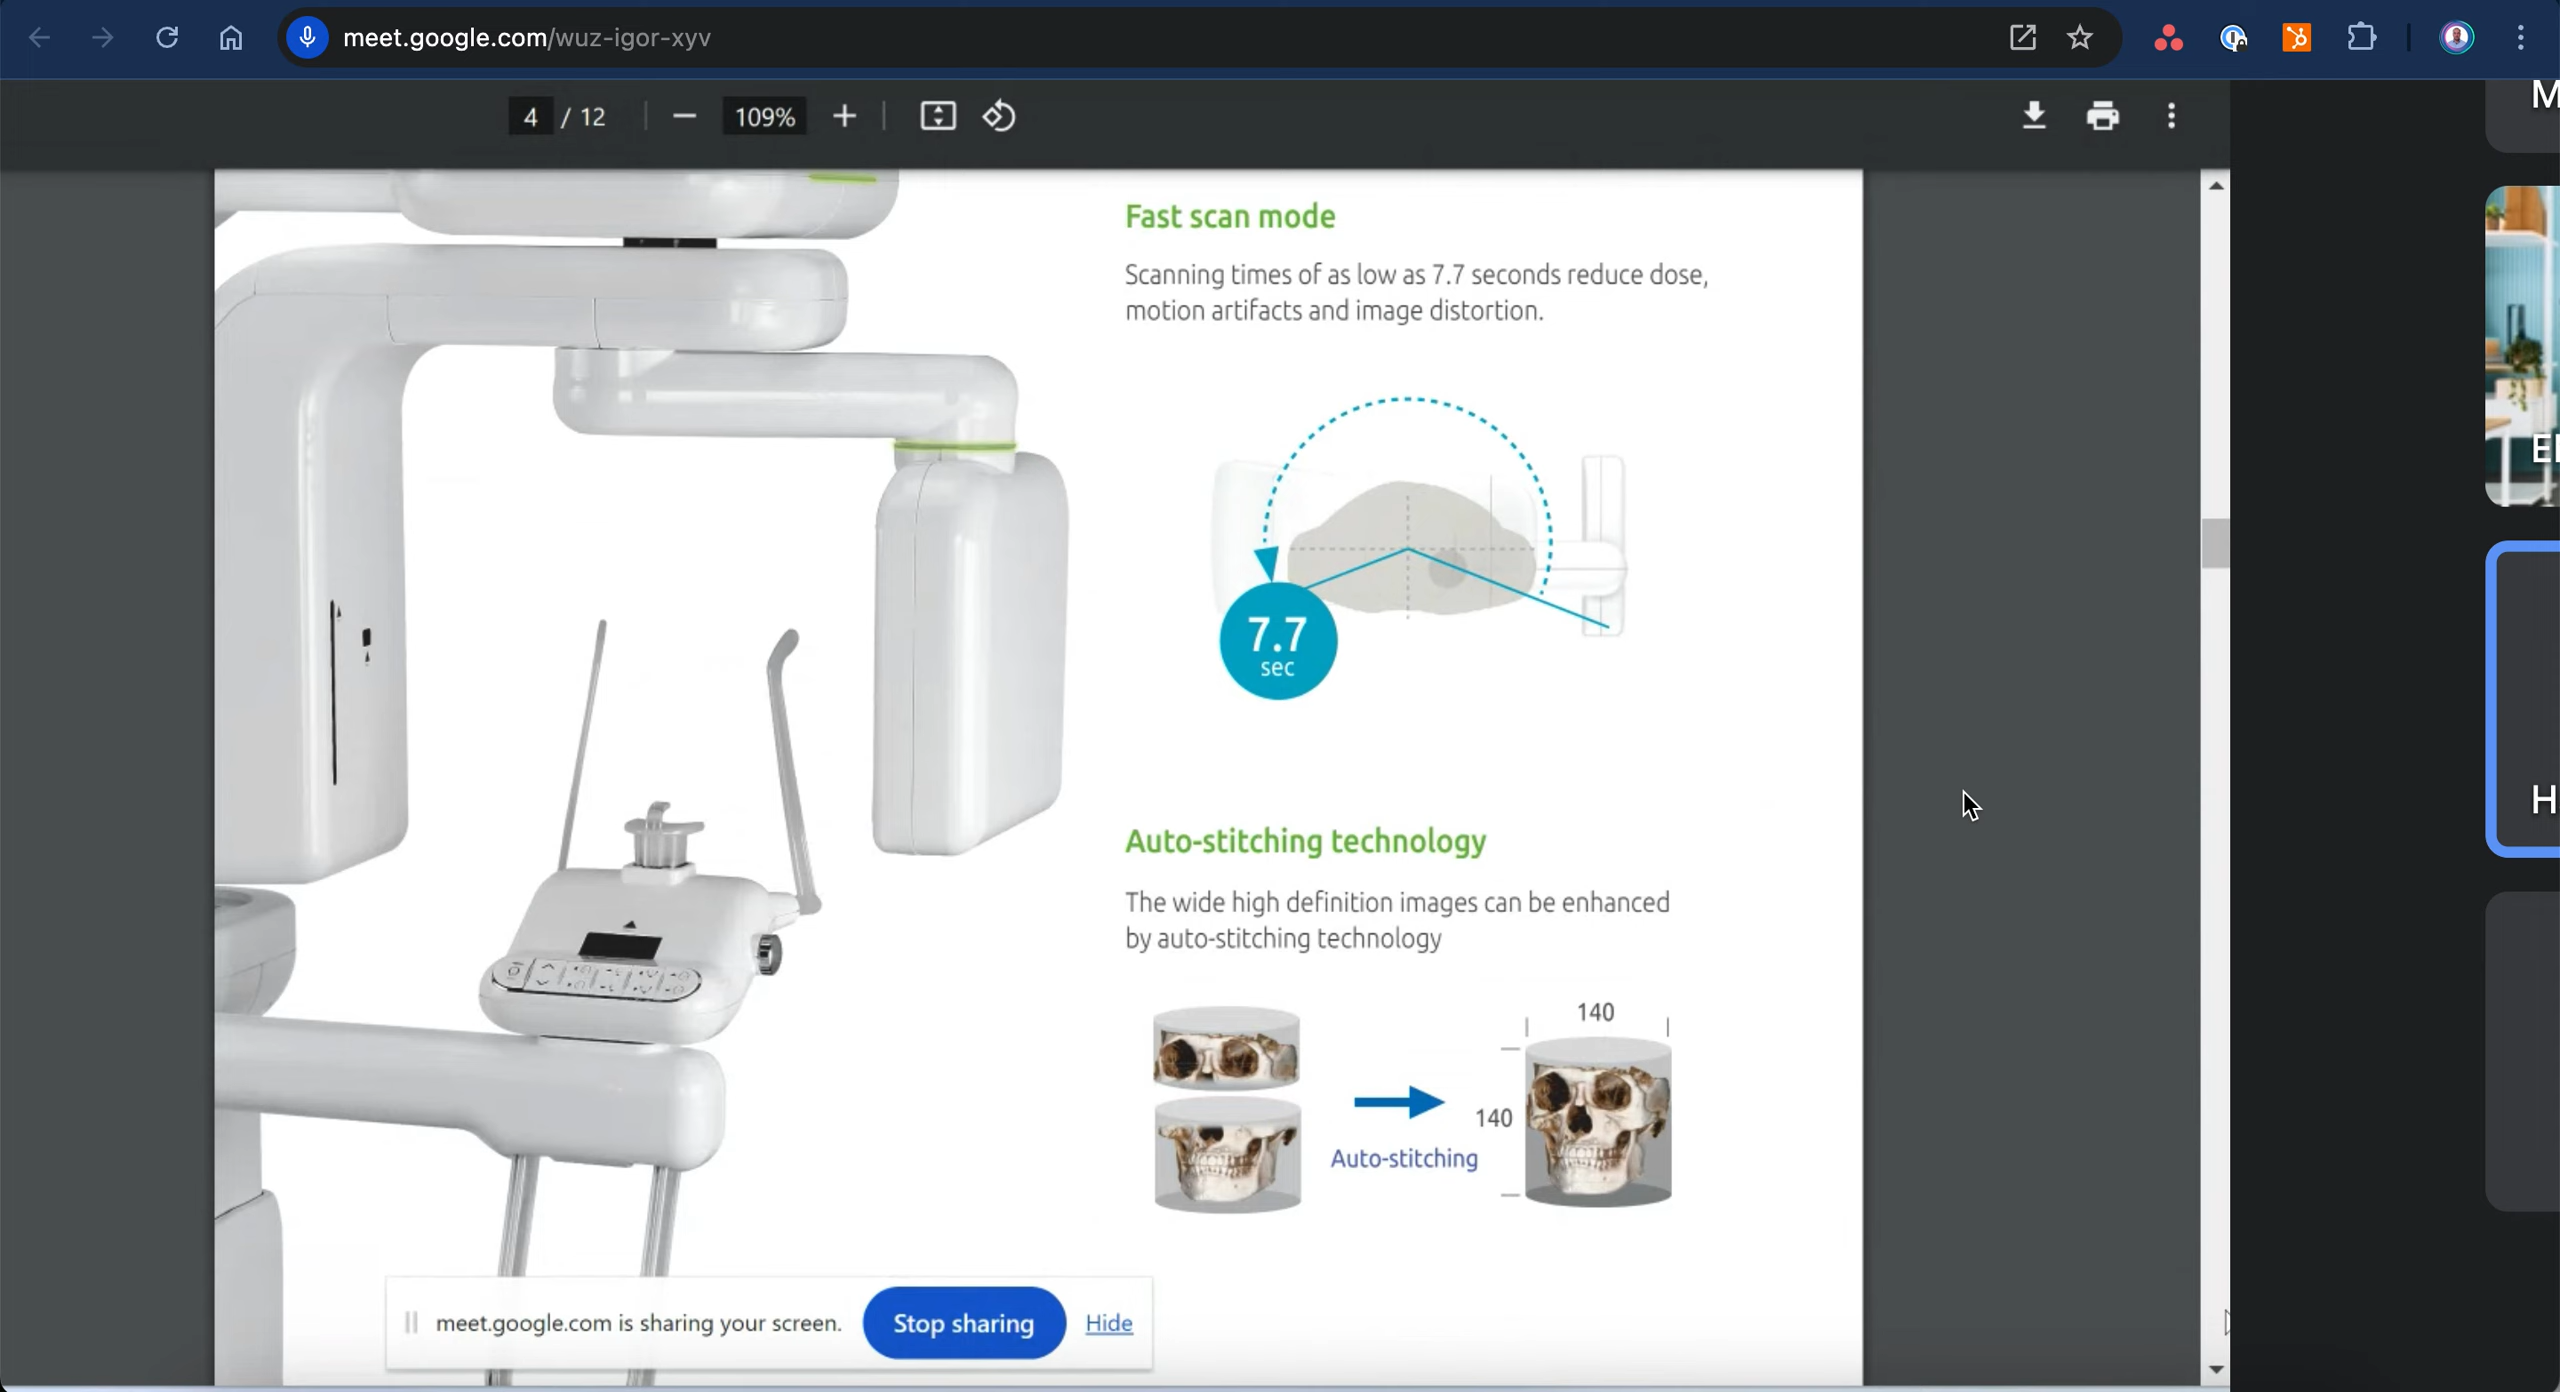 meet.google.com/wuz-igor-xyv
4 / 12
109%
Fast scan mode
Scanning times of as low as 7.7 seconds reduce dose,
motion artifacts and image distortion.
7.7
sec
Auto-stitching technology
The wide high definition images can be enhanced
by auto-stitching technology
140
140
Auto-stitching
meet.google.com is sharing your screen.
Stop sharing
Hide
M
H